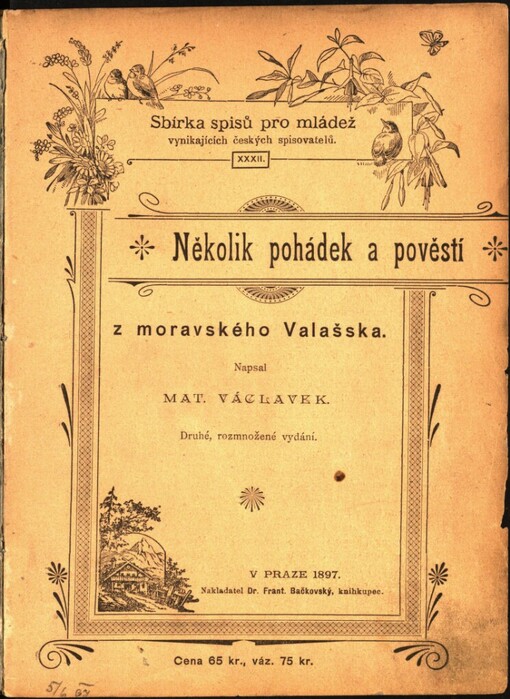 Sbírka spisů pro mládež
vynikajících českých spisovatelů.
XXXII.
Několik pohádek a pověstí
z moravského Valašska.
Napsal
MAT. VÁCLAVEK.
Druhé, rozmnožené vydání.
V PRAZE 1897.
Nakladatel Dr. Frant. Bačkovský, knihkupec.
Cena 65 kr., váz. 75 kr.